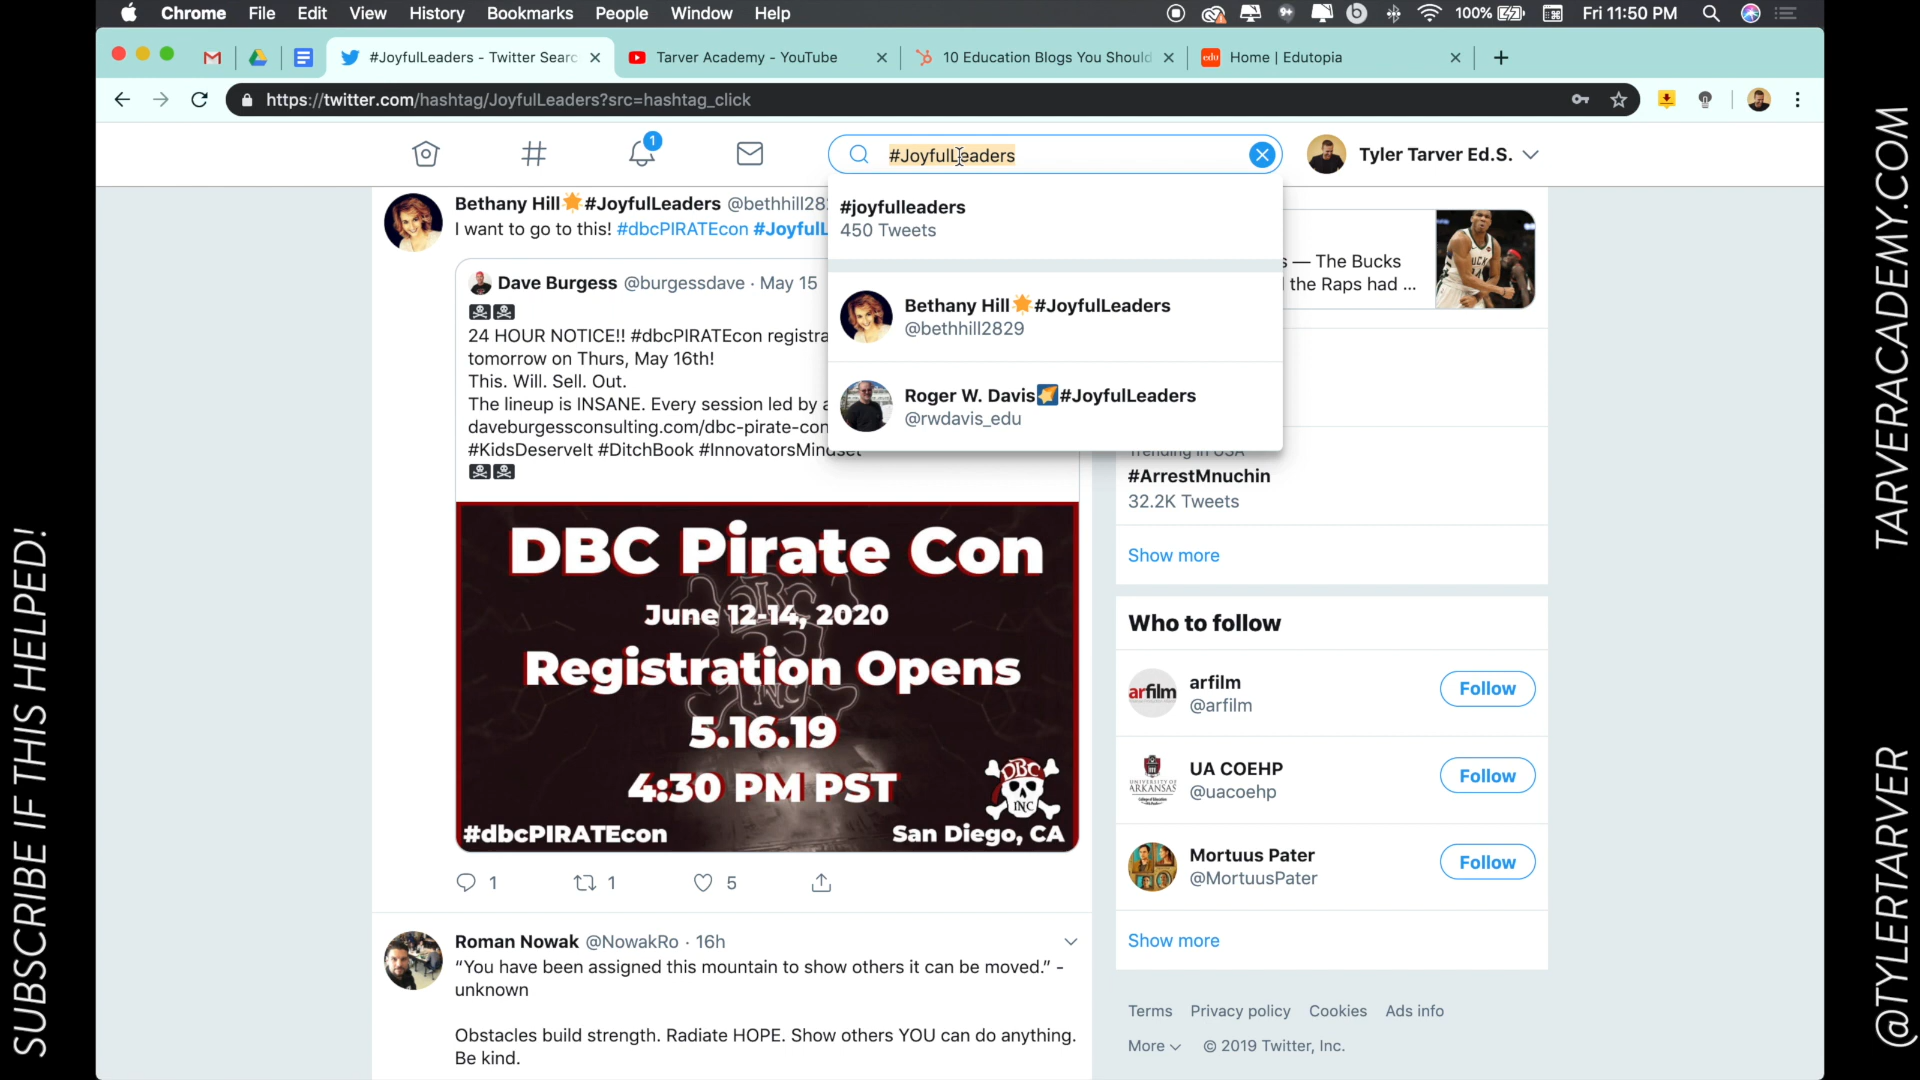 Chrome File Edit View History Bookmarks People Window Help
100% Fri 11:50 PM
#JoyfulLeaders - Twitter Searc
Tarver Academy - YouTube
10 Education Blogs You Should
Home | Edutopia
https://twitter.com/hashtag/JoyfulLeaders?src=hashtag_click
1
#JoyfulLeaders
Tyler Tarver Ed.S.
#joyfulleaders
450 Tweets
Bethany Hill #JoyfulLeaders
@bethhill2829
Roger W. Davis #JoyfulLeaders
@rwdavis_edu
Bethany Hill #JoyfulLeaders @bethhill28
I want to go to this! #dbcPIRATEcon #JoyfulL
Dave Burgess @burgessdave · May 15
24 HOUR NOTICE!! #dbcPIRATEcon registra
tomorrow on Thurs, May 16th!
This. Will. Sell. Out.
The lineup is INSANE. Every session led by a
daveburgessconsulting.com/dbc-pirate-con
#KidsDeserveIt #DitchBook #InnovatorsMindset
DBC Pirate Con
June 12-14, 2020
Registration Opens
5.16.19
4:30 PM PST
DBC
INC
#dbcPIRATEcon
San Diego, CA
1 1 5
Roman Nowak @NowakRo · 16h
“You have been assigned this mountain to show others it can be moved.” -
unknown
Obstacles build strength. Radiate HOPE. Show others YOU can do anything.
Be kind.
s — The Bucks
the Raps had ...
Trending in USA
#ArrestMnuchin
32.2K Tweets
Show more
Who to follow
arfilm
arfilm
@arfilm
Follow
UNIVERSITY OF
ARKANSAS
UA COEHP
@uacoehp
Follow
Mortuus Pater
@MortuusPater
Follow
Show more
Terms Privacy policy Cookies Ads info
More © 2019 Twitter, Inc.
SUBSCRIBE IF THIS HELPED!
TARVERACADEMY.COM
@TYLERTARVER